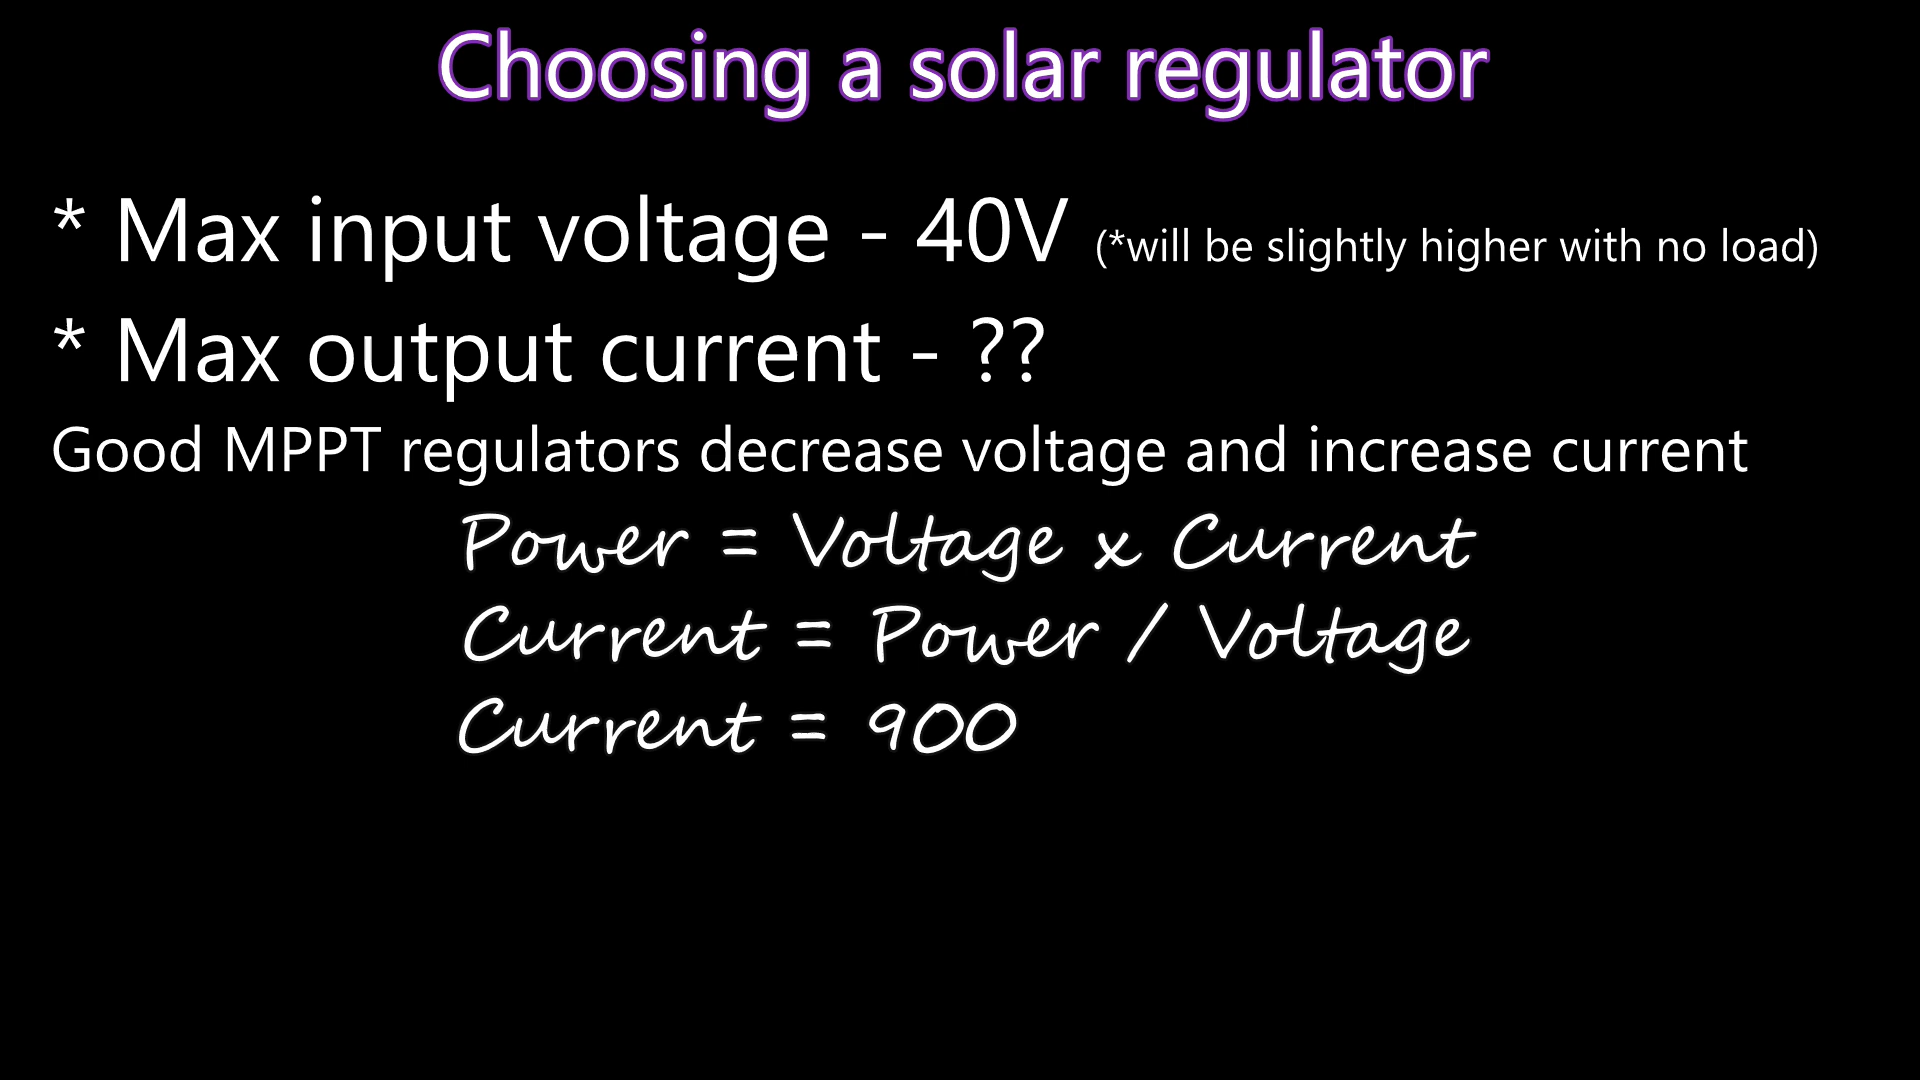 Choosing a solar regulator
* Max input voltage - 40V (*will be slightly higher with no load)
* Max output current - ??
Good MPPT regulators decrease voltage and increase current
Power = Voltage x Current
Current = Power / Voltage
Current = 900